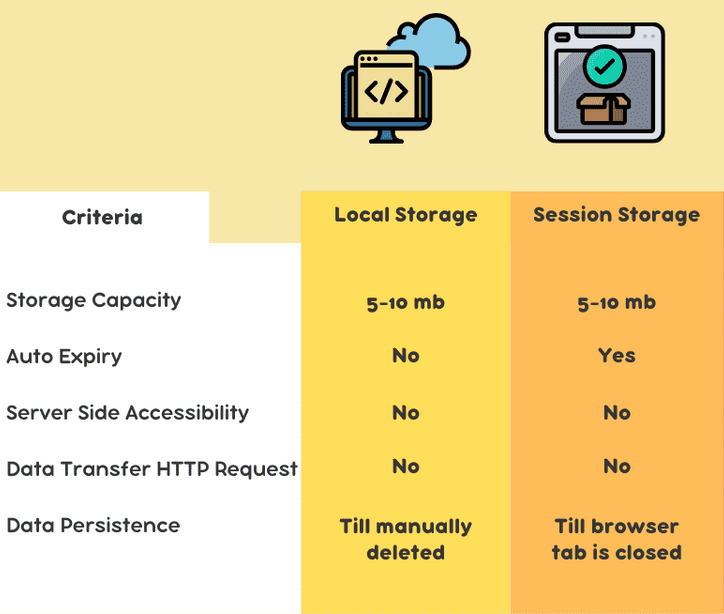 </>
Criteria Local Storage Session Storage
Storage Capacity 5-10 mb 5-10 mb
Auto Expiry No Yes
Server Side Accessibility No No
Data Transfer HTTP Request No No
Data Persistence Till manually deleted Till browser tab is closed